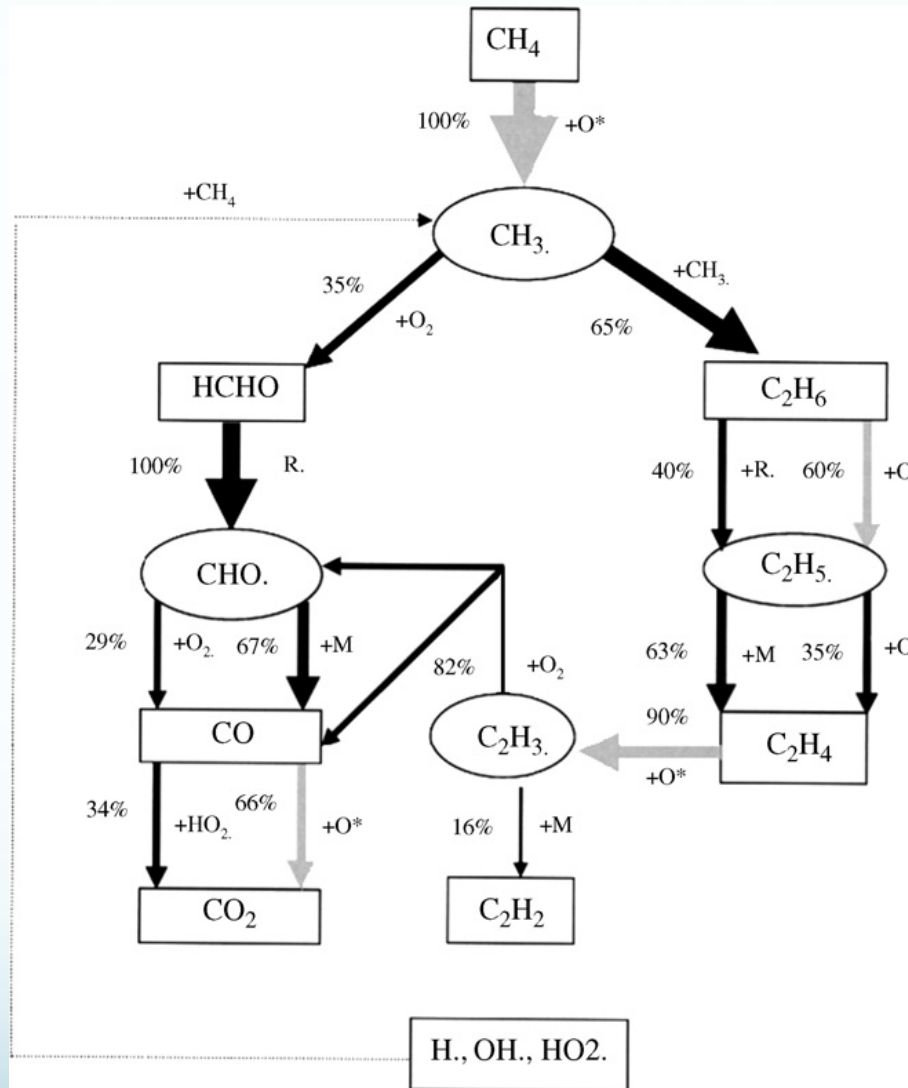 CH₄
100% +O*
+CH₄
CH₃.
35% +O₂
+CH₃.
65%
HCHO
C₂H₆
100% R.
40% +R. 60% +O
CHO.
C₂H₅.
29% +O₂. 67% +M
82% +O₂
63% +M 35% +O
CO
C₂H₃.
90%
+O*
C₂H₄
34% +HO₂. 66% +O*
16% +M
CO₂
C₂H₂
H., OH., HO2.